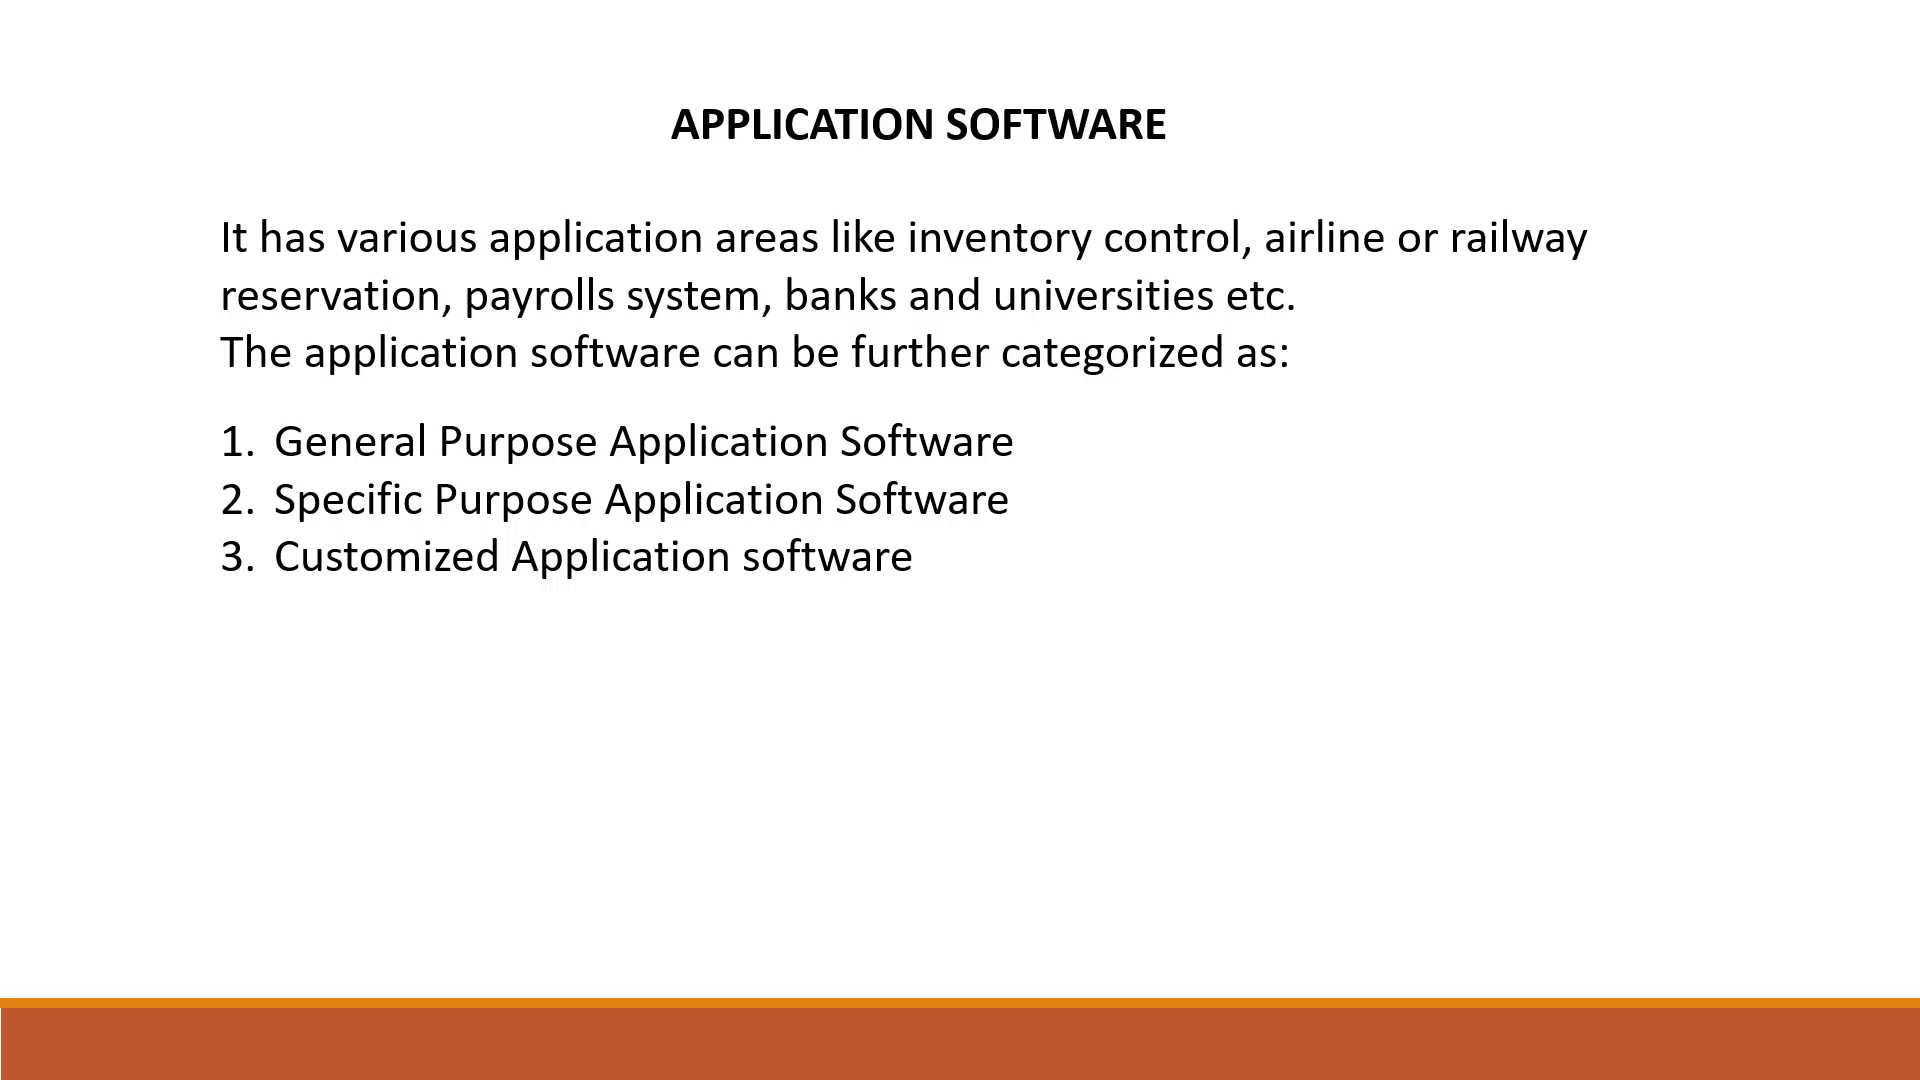 APPLICATION SOFTWARE
It has various application areas like inventory control, airline or railway
reservation, payrolls system, banks and universities etc.
The application software can be further categorized as:
1. General Purpose Application Software
2. Specific Purpose Application Software
3. Customized Application software